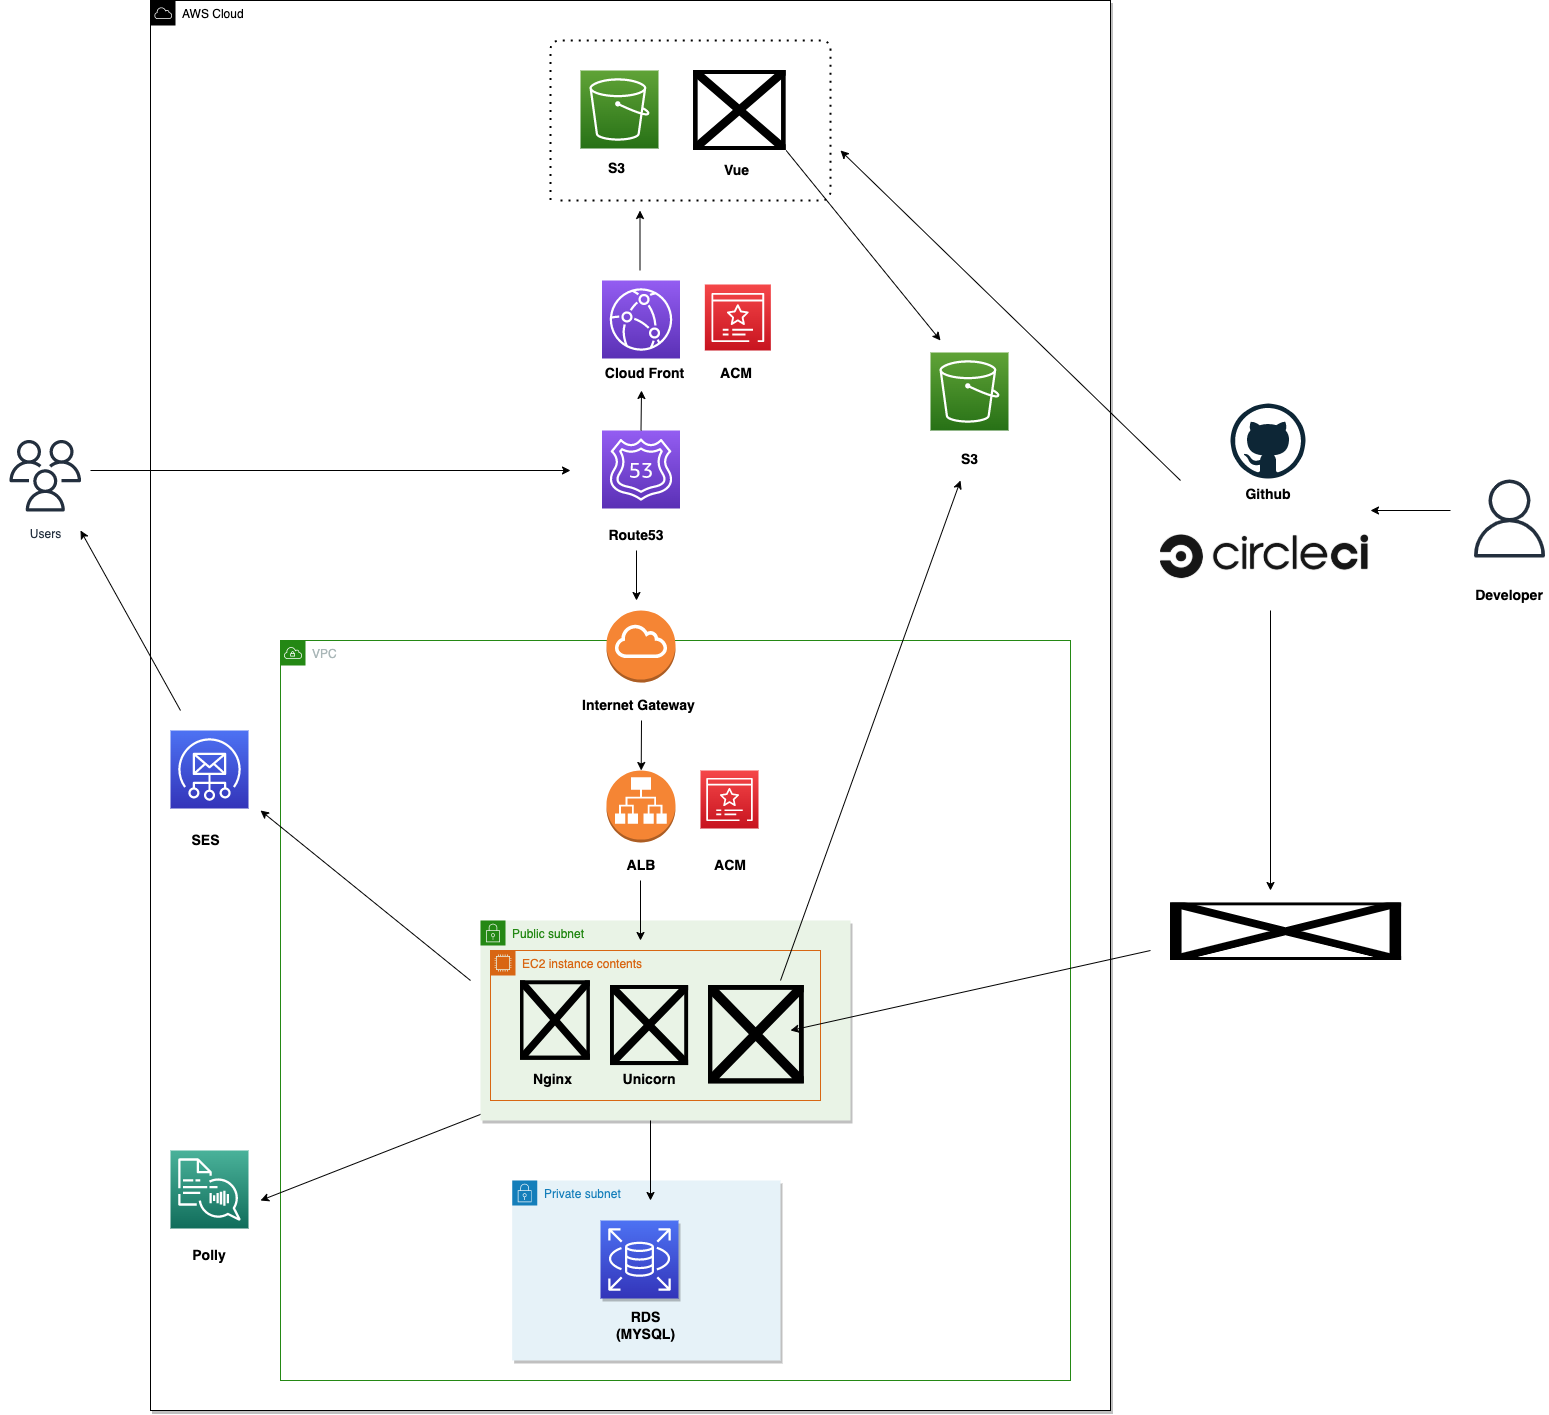 AWS Cloud
S3
Vue
Cloud Front
ACM
S3
Github
Users
53
Route53
circleci
Developer
VPC
Internet Gateway
SES
ALB
ACM
Public subnet
EC2 instance contents
Nginx
Unicorn
Private subnet
Polly
RDS
(MYSQL)